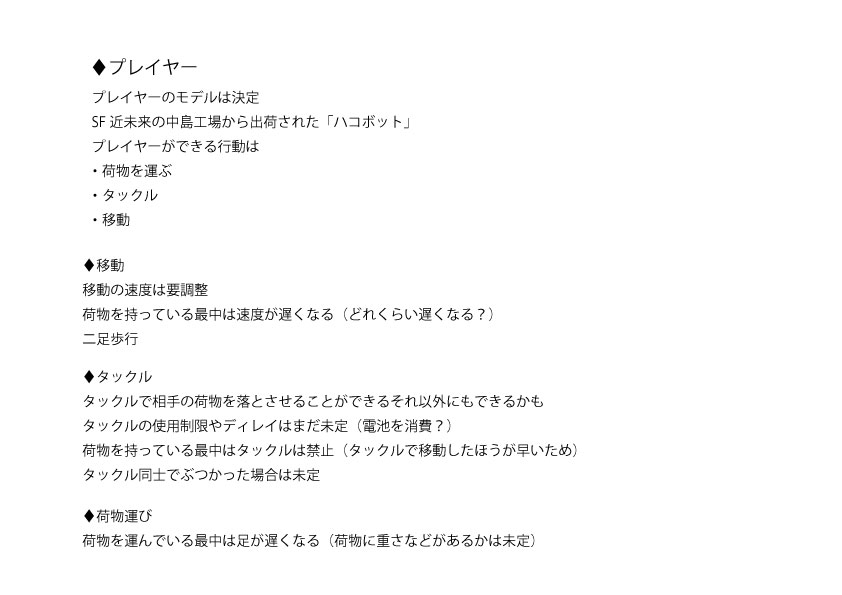 ♦プレイヤー
プレイヤーのモデルは決定
SF 近未来の中島工場から出荷された「ハコボット」
プレイヤーができる行動は
・荷物を運ぶ
・タックル
・移動
♦移動
移動の速度は要調整
荷物を持っている最中は速度が遅くなる（どれくらい遅くなる？）
二足歩行
♦タックル
タックルで相手の荷物を落とさせることができるそれ以外にもできるかも
タックルの使用制限やディレイはまだ未定（電池を消費？）
荷物を持っている最中はタックルは禁止（タックルで移動したほうが早いため）
タックル同士でぶつかった場合は未定
♦荷物運び
荷物を運んでいる最中は足が遅くなる（荷物に重さなどがあるかは未定）